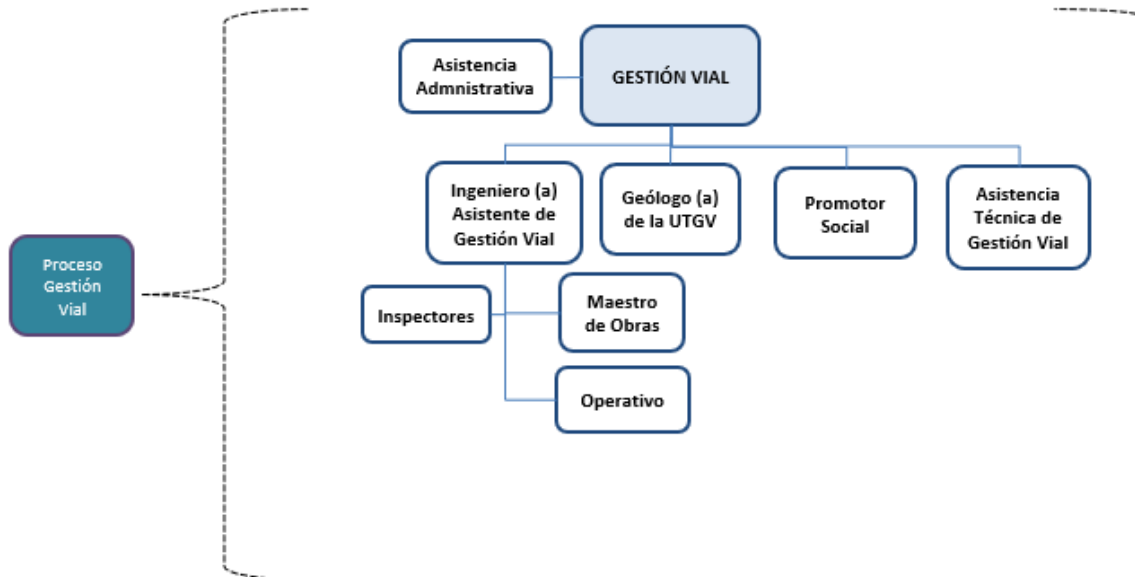 Asistencia
Admnistrativa
GESTIÓN VIAL
Ingeniero (a)
Asistente de
Gestión Vial
Geólogo (a)
de la UTGV
Promotor
Social
Asistencia
Técnica de
Gestión Vial
Proceso
Gestión
Vial
Inspectores
Maestro
de Obras
Operativo